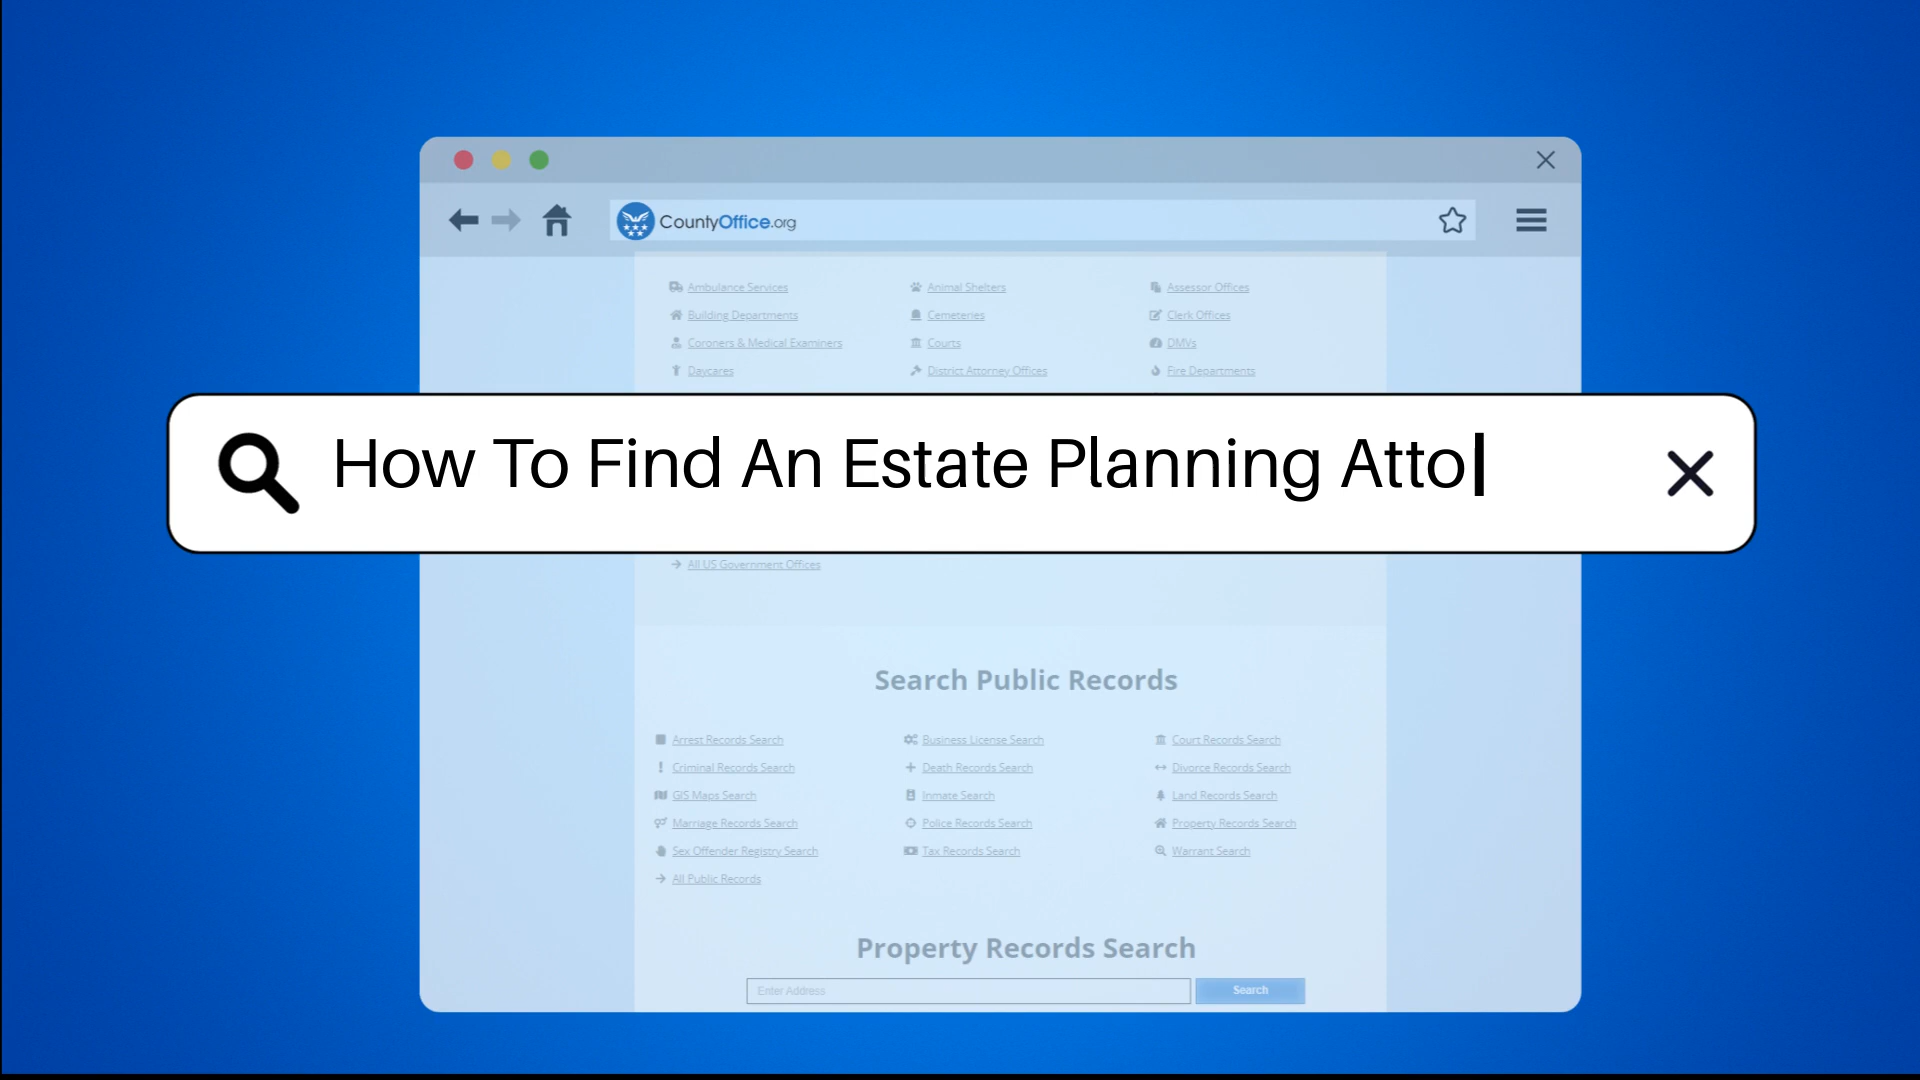 CountyOffice.org
Ambulance Services Animal Shelters Assessor Offices
Building Departments Cemeteries Clerk Offices
Coroners & Medical Examiners Courts DMVs
Daycares District Attorney Offices Fire Departments
How To Find An Estate Planning Atto
All US Government Offices
Search Public Records
Arrest Records Search Business License Search Court Records Search
Criminal Records Search Death Records Search Divorce Records Search
GIS Maps Search Inmate Search Land Records Search
Marriage Records Search Police Records Search Property Records Search
Sex Offender Registry Search Tax Records Search Warrant Search
All Public Records
Property Records Search
Enter Address Search